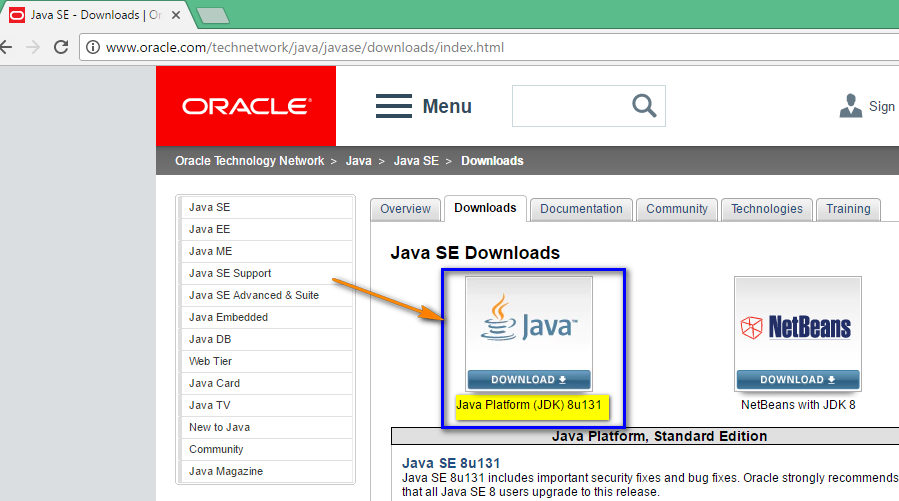 Java SE - Downloads | Or
www.oracle.com/technetwork/java/javase/downloads/index.html
ORACLE
Menu
Sign
Oracle Technology Network > Java > Java SE > Downloads
Java SE
Java EE
Java ME
Java SE Support
Java SE Advanced & Suite
Java Embedded
Java DB
Web Tier
Java Card
Java TV
New to Java
Community
Java Magazine
Overview Downloads Documentation Community Technologies Training
Java SE Downloads
Java™
DOWNLOAD
Java Platform (JDK) 8u131
NetBeans
DOWNLOAD
NetBeans with JDK 8
Java Platform, Standard Edition
Java SE 8u131
Java SE 8u131 includes important security fixes and bug fixes. Oracle strongly recommends
that all Java SE 8 users upgrade to this release.